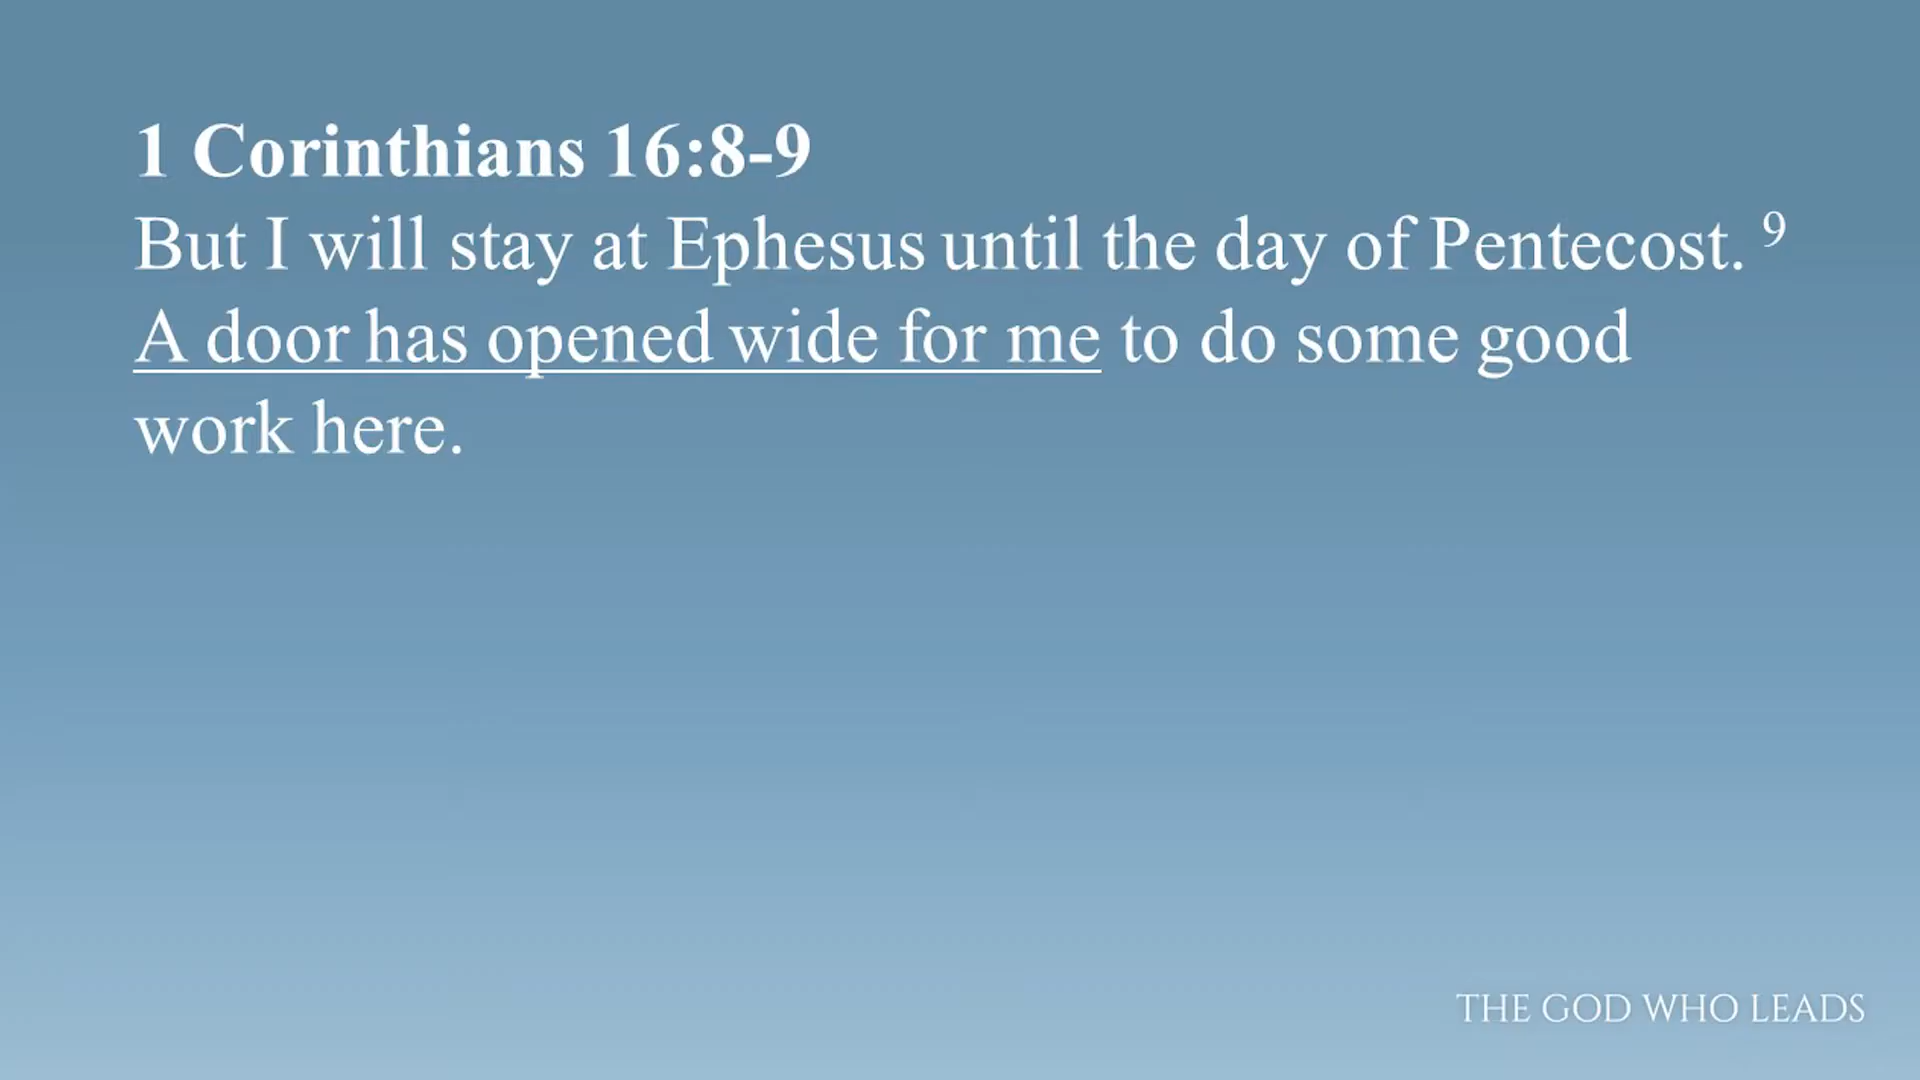 1 Corinthians 16:8-9
But I will stay at Ephesus until the day of Pentecost. 9
A door has opened wide for me to do some good
work here.
THE GOD WHO LEADS